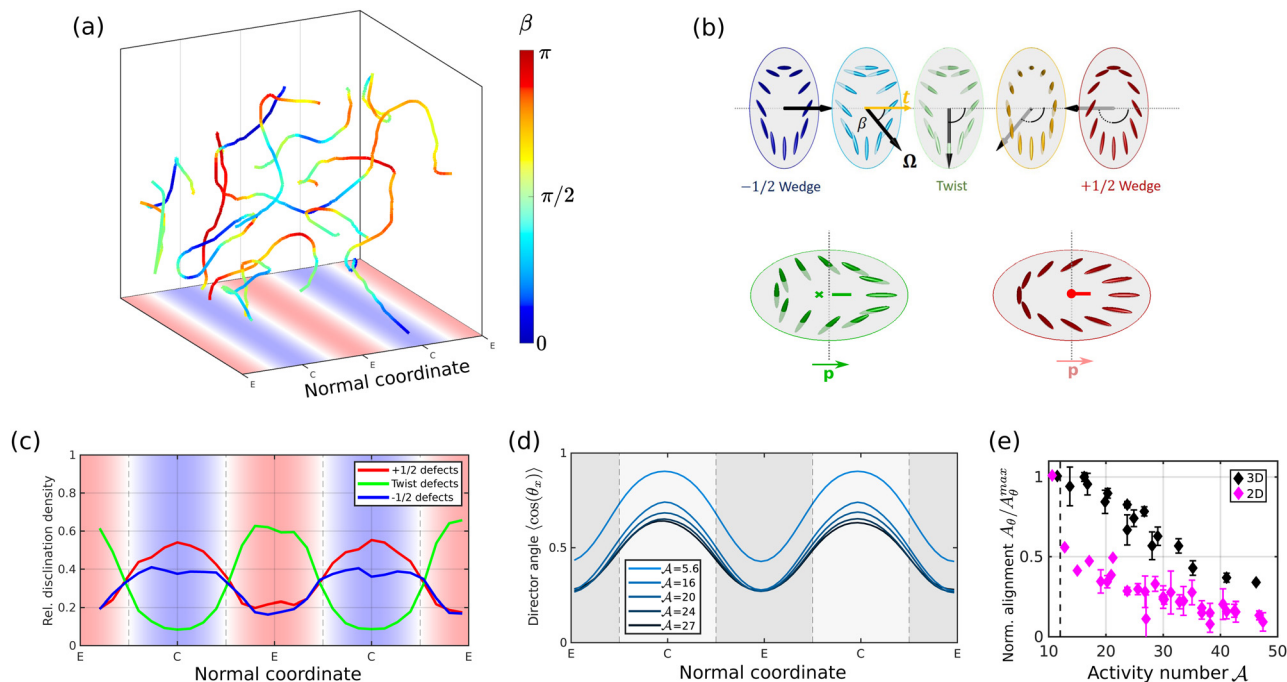 (a)
β
π
π/2
0
E
C
E
C
E
Normal coordinate
(b)
t
β
Ω
−1/2 Wedge
Twist
+1/2 Wedge
p
p
(c)
Rel. disclination density
1
0.8
0.6
0.4
0.2
0
+1/2 defects
Twist defects
-1/2 defects
E
C
E
C
E
Normal coordinate
(d)
Director angle ⟨cos(θx)⟩
1
0.5
0
𝒜=5.6
𝒜=16
𝒜=20
𝒜=24
𝒜=27
E
C
E
C
E
Normal coordinate
(e)
Norm. alignment Aθ/Aθmax
1
0.5
0
3D
2D
10
20
30
40
50
Activity number 𝒜